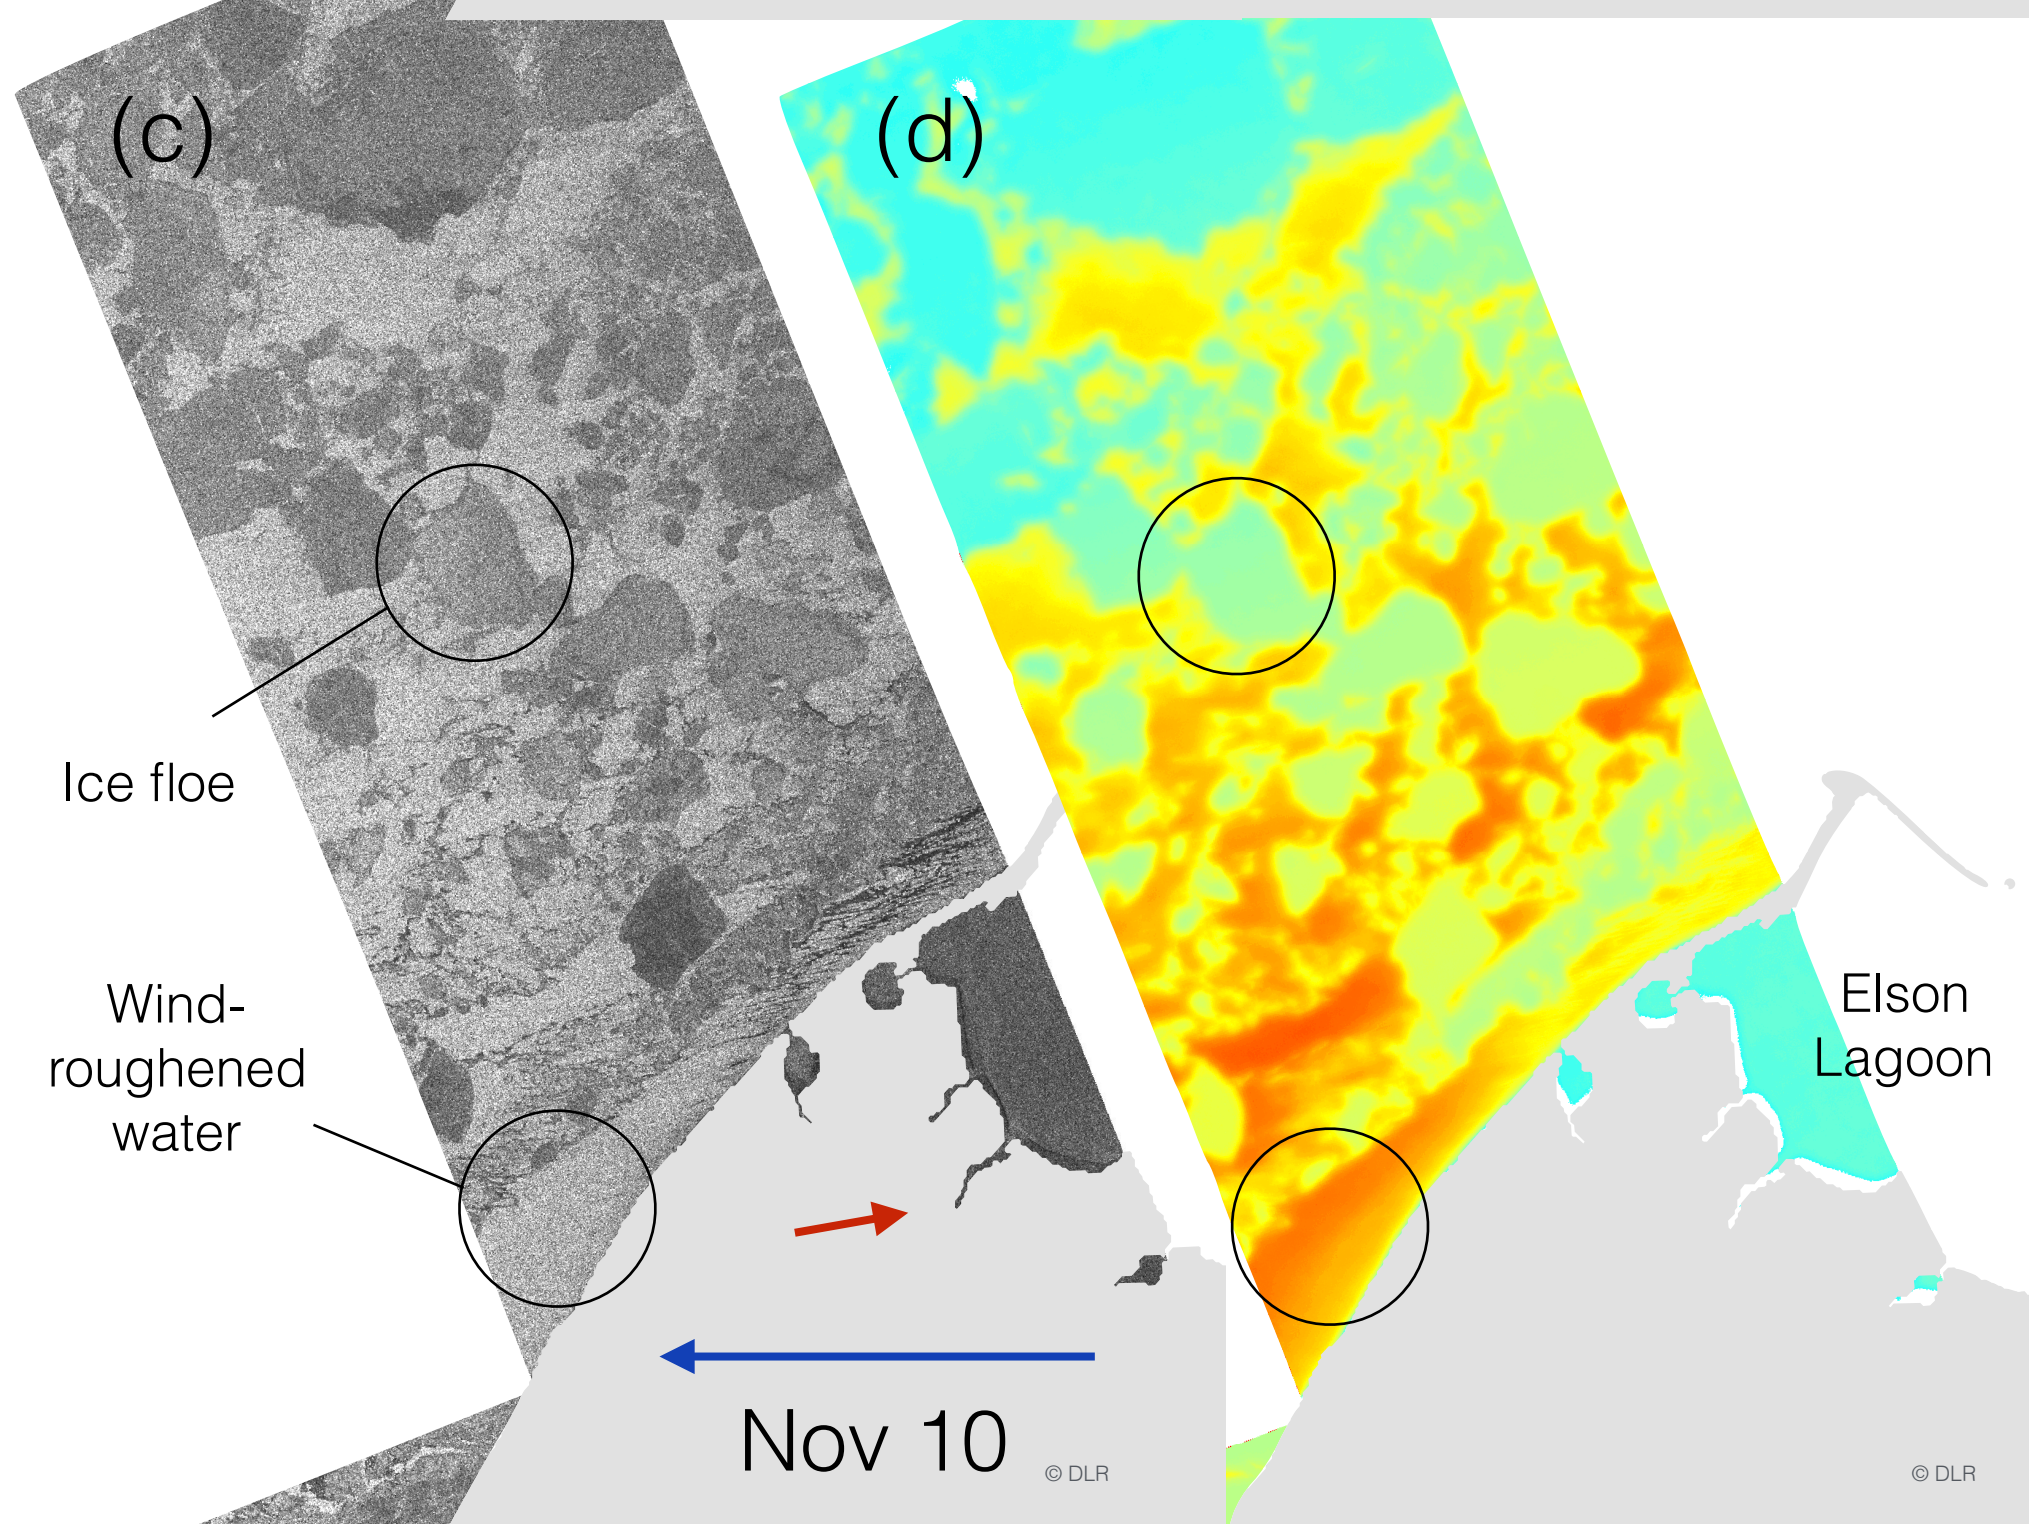 (c)
(d)
Ice floe
Wind-
roughened
water
Elson
Lagoon
Nov 10
© DLR
© DLR